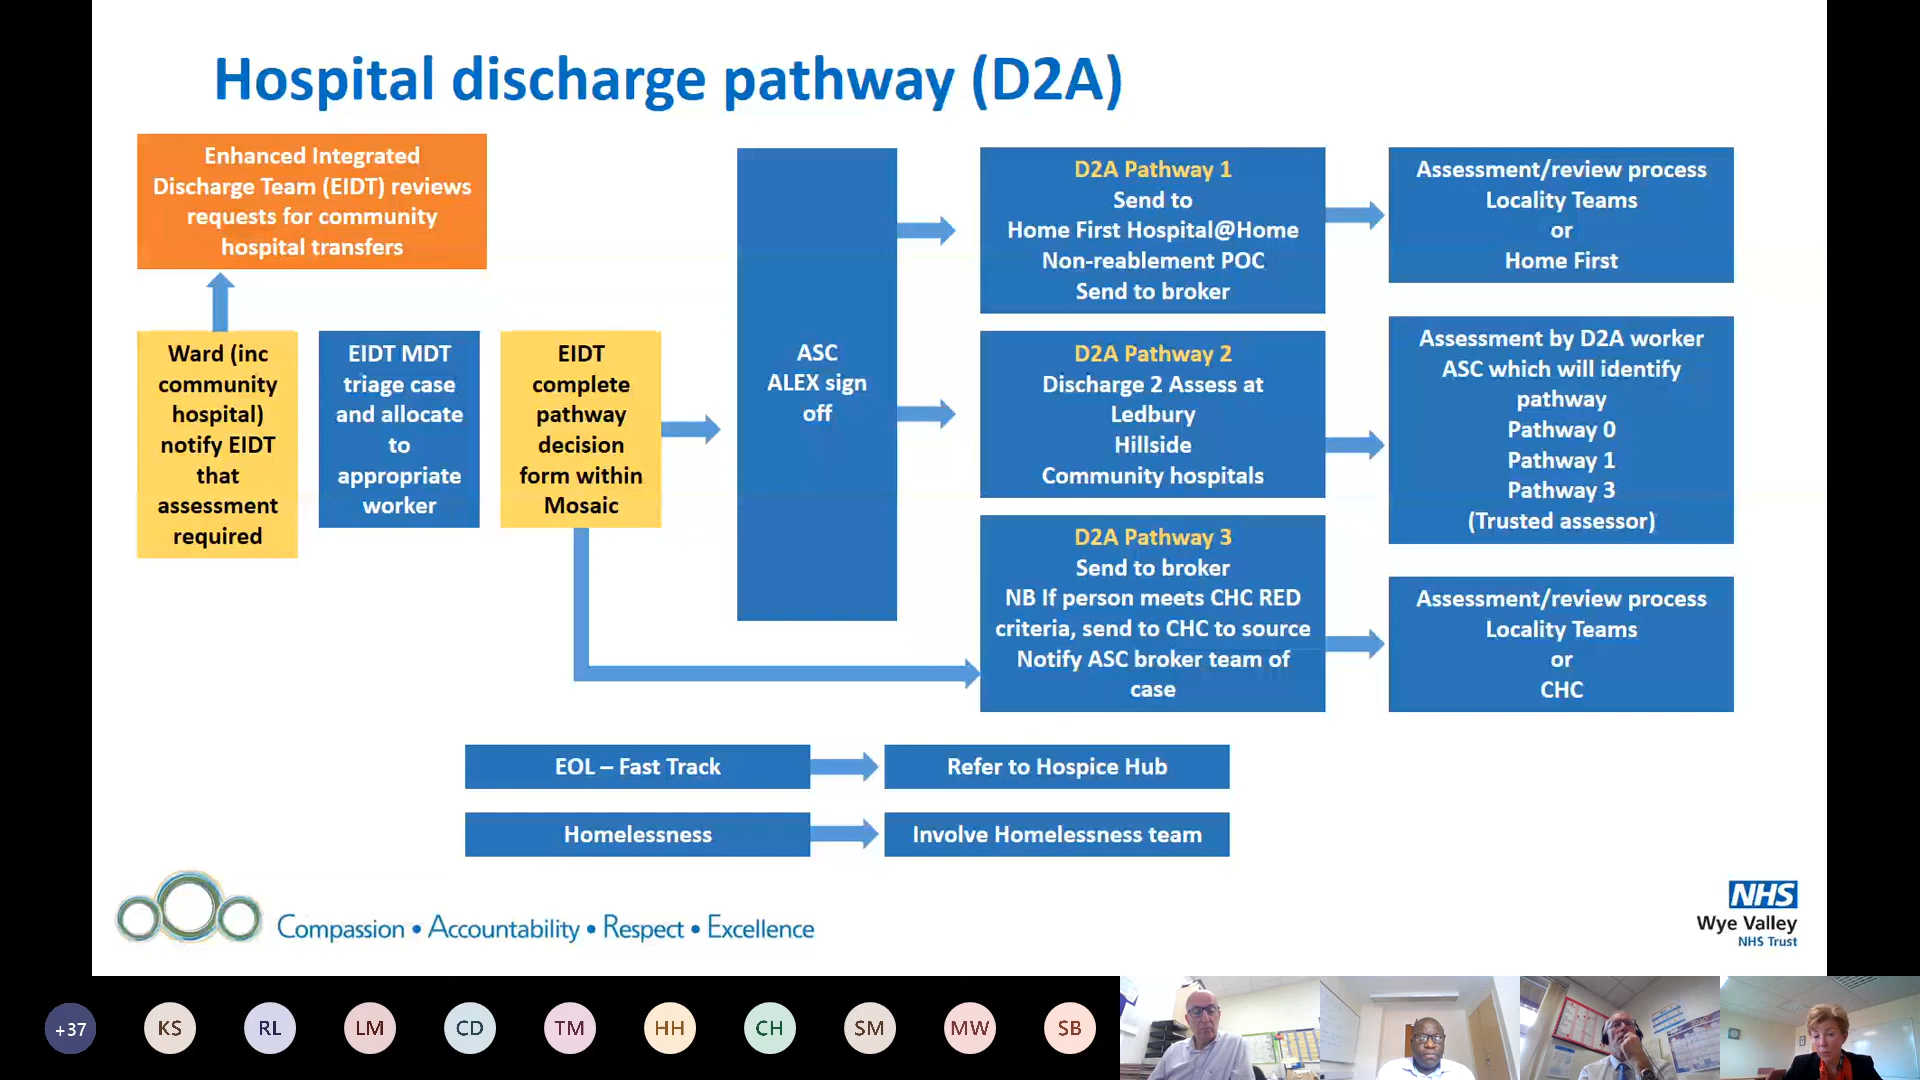 Hospital discharge pathway (D2A)
Enhanced Integrated
Discharge Team (EIDT) reviews
requests for community
hospital transfers
Ward (inc
community
hospital)
notify EIDT
that
assessment
required
EIDT MDT
triage case
and allocate
to
appropriate
worker
EIDT
complete
pathway
decision
form within
Mosaic
ASC
ALEX sign
off
D2A Pathway 1
Send to
Home First Hospital@Home
Non-reablement POC
Send to broker
Assessment/review process
Locality Teams
or
Home First
D2A Pathway 2
Discharge 2 Assess at
Ledbury
Hillside
Community hospitals
Assessment by D2A worker
ASC which will identify
pathway
Pathway 0
Pathway 1
Pathway 3
(Trusted assessor)
D2A Pathway 3
Send to broker
NB If person meets CHC RED
criteria, send to CHC to source
Notify ASC broker team of
case
Assessment/review process
Locality Teams
or
CHC
EOL – Fast Track
Refer to Hospice Hub
Homelessness
Involve Homelessness team
Compassion • Accountability • Respect • Excellence
NHS
Wye Valley
NHS Trust
+37
KS
RL
LM
CD
TM
HH
CH
SM
MW
SB